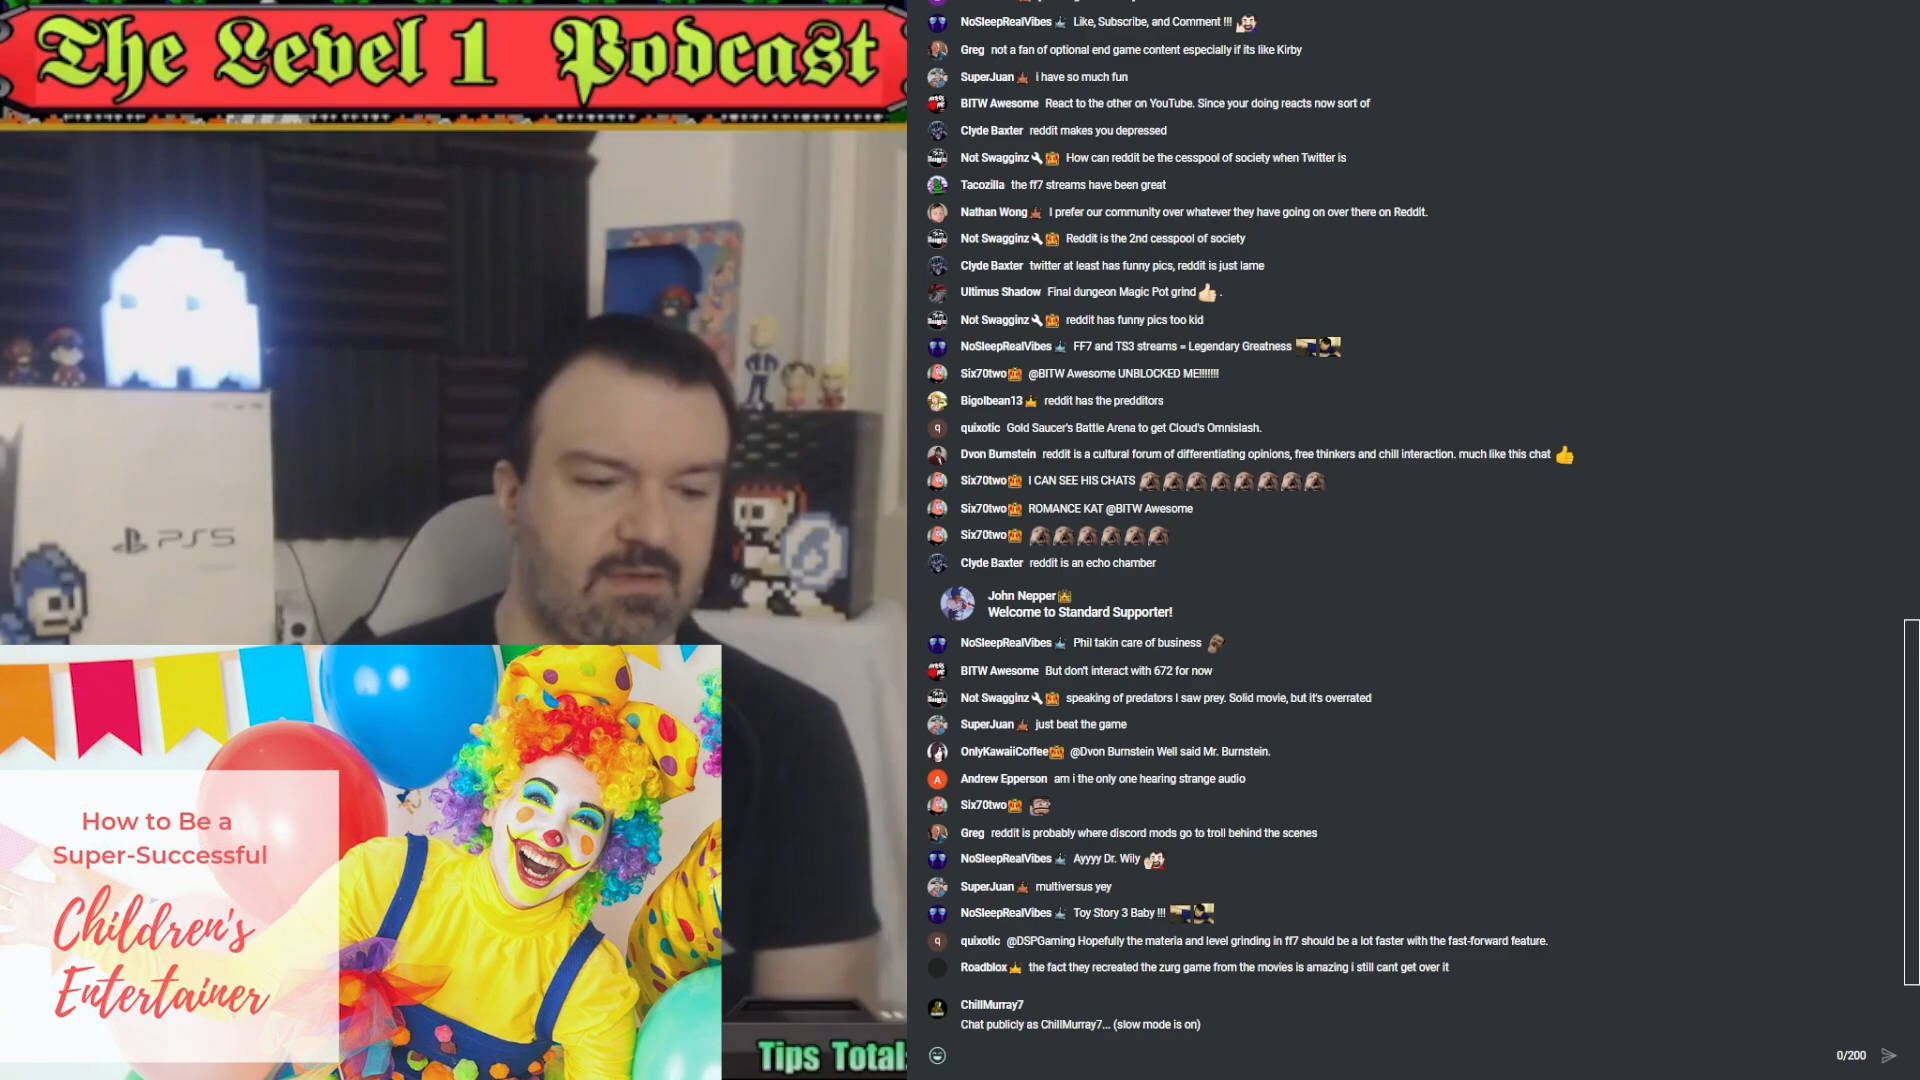 The Level 1 Podcast
PS5
How to Be a
Super-Successful
Children's
Entertainer
Tips Total:
NoSleepRealVibes Like, Subscribe, and Comment !!!
Greg not a fan of optional end game content especially if its like Kirby
SuperJuan i have so much fun
BITW Awesome React to the other on YouTube. Since your doing reacts now sort of
Clyde Baxter reddit makes you depressed
Not Swagginz How can reddit be the cesspool of society when Twitter is
Tacozilla the ff7 streams have been great
Nathan Wong I prefer our community over whatever they have going on over there on Reddit.
Not Swagginz Reddit is the 2nd cesspool of society
Clyde Baxter twitter at least has funny pics, reddit is just lame
Ultimus Shadow Final dungeon Magic Pot grind 👍🏻 .
Not Swagginz reddit has funny pics too kid
NoSleepRealVibes FF7 and TS3 streams = Legendary Greatness
Six70two @BITW Awesome UNBLOCKED ME!!!!!!!
Bigolbean13 reddit has the predditors
q quixotic Gold Saucer's Battle Arena to get Cloud's Omnislash.
Dvon Burnstein reddit is a cultural forum of differentiating opinions, free thinkers and chill interaction. much like this chat 👍
Six70two I CAN SEE HIS CHATS
Six70two ROMANCE KAT @BITW Awesome
Six70two
Clyde Baxter reddit is an echo chamber
John Nepper
Welcome to Standard Supporter!
NoSleepRealVibes Phil takin care of business
BITW Awesome But don't interact with 672 for now
Not Swagginz speaking of predators I saw prey. Solid movie, but it's overrated
SuperJuan just beat the game
OnlyKawaiiCoffee @Dvon Burnstein Well said Mr. Burnstein.
A Andrew Epperson am i the only one hearing strange audio
Six70two
Greg reddit is probably where discord mods go to troll behind the scenes
NoSleepRealVibes Ayyyy Dr. Wily
SuperJuan multiversus yey
NoSleepRealVibes Toy Story 3 Baby !!!
q quixotic @DSPGaming Hopefully the materia and level grinding in ff7 should be a lot faster with the fast-forward feature.
Roadblox the fact they recreated the zurg game from the movies is amazing i still cant get over it
ChillMurray7
Chat publicly as ChillMurray7... (slow mode is on)
0/200